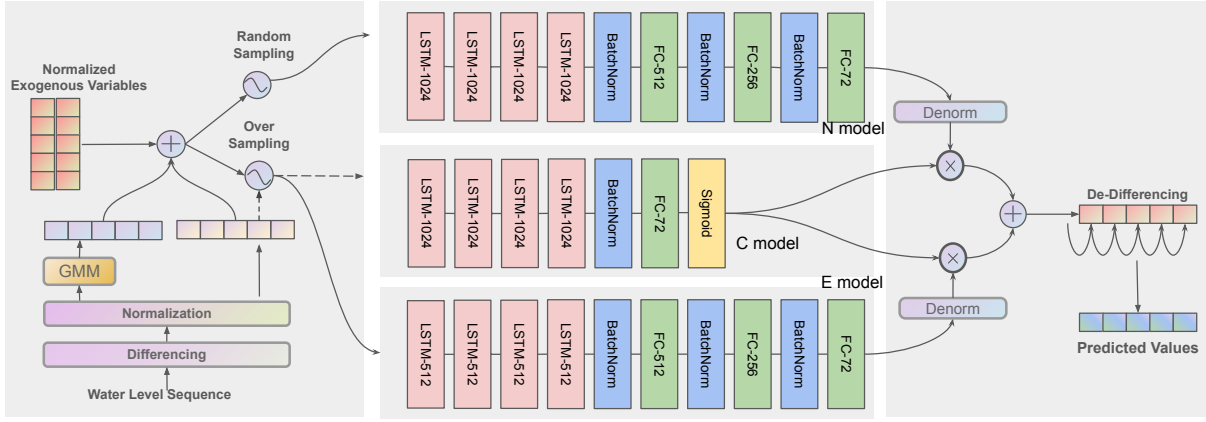 Random
Sampling
Normalized
Exogenous Variables
Over
Sampling
GMM
Normalization
Differencing
Water Level Sequence
LSTM-1024
LSTM-1024
LSTM-1024
LSTM-1024
BatchNorm
FC-512
BatchNorm
FC-256
BatchNorm
FC-72
N model
LSTM-1024
LSTM-1024
LSTM-1024
LSTM-1024
BatchNorm
FC-72
Sigmoid
C model
E model
LSTM-512
LSTM-512
LSTM-512
LSTM-512
BatchNorm
FC-512
BatchNorm
FC-256
BatchNorm
FC-72
Denorm
Denorm
De-Differencing
Predicted Values